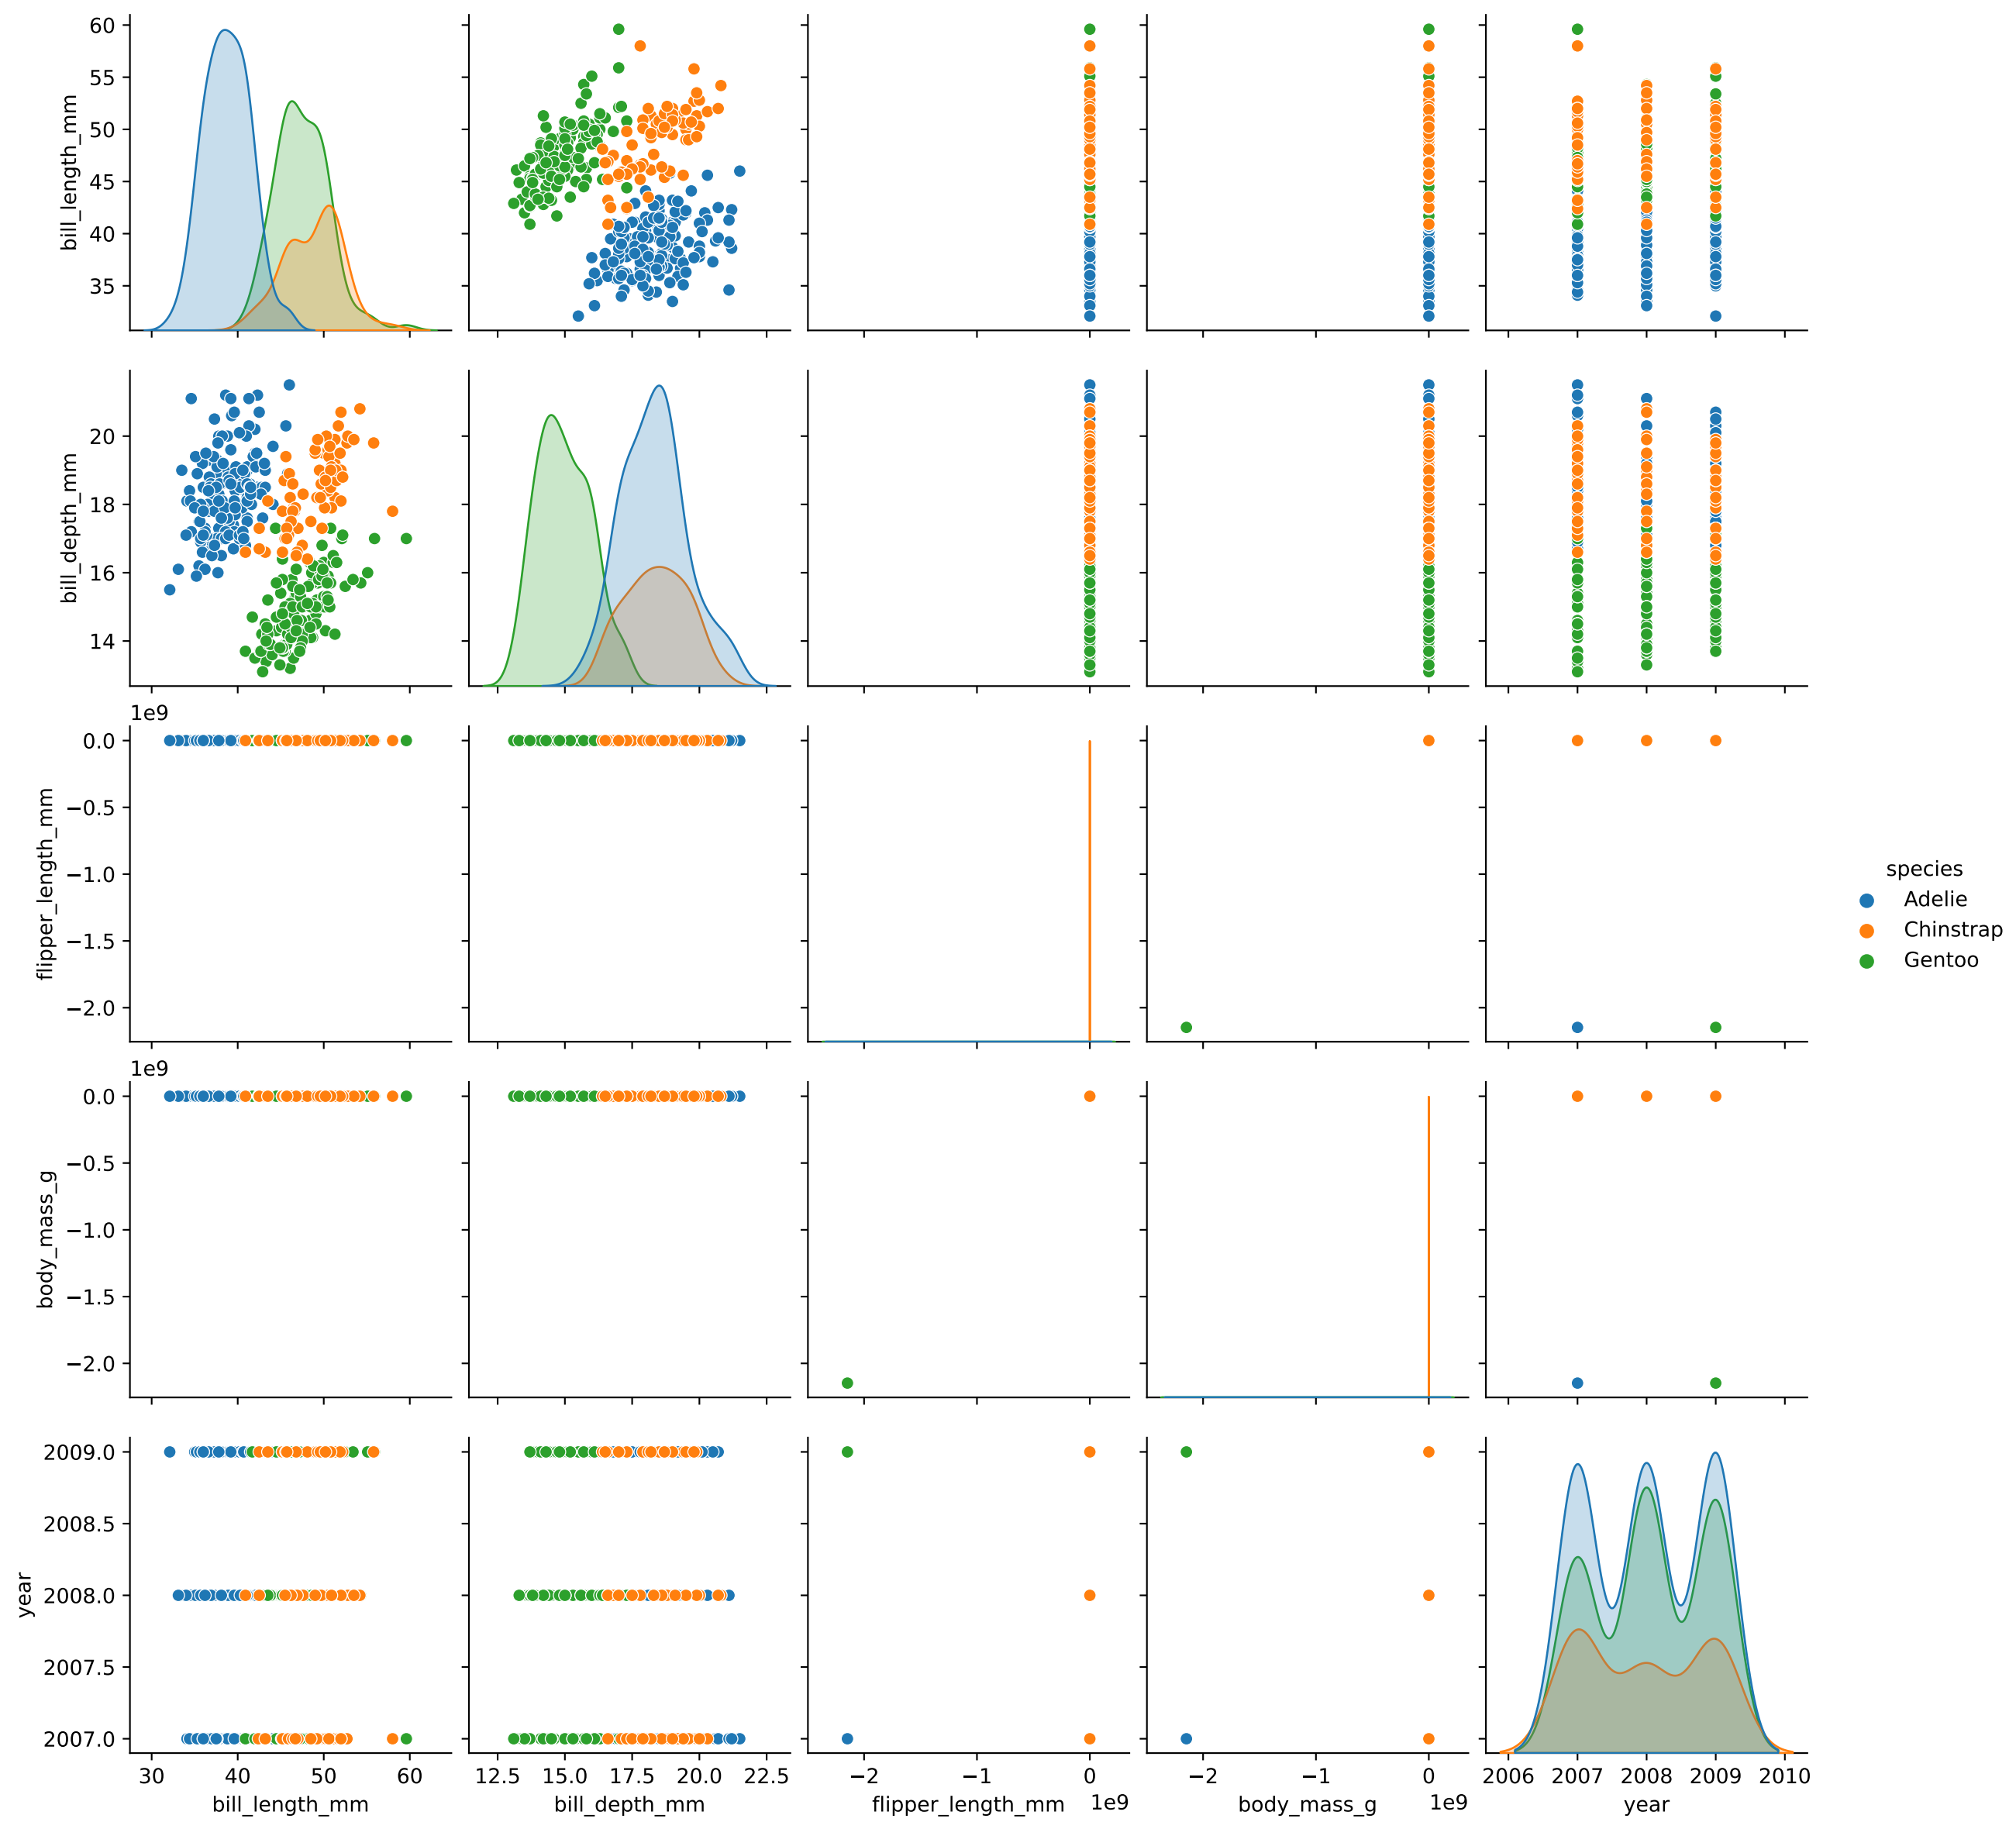 60
55
50
45
40
35
bill_length_mm
20
18
16
14
bill_depth_mm
1e9
0.0
−0.5
−1.0
−1.5
−2.0
flipper_length_mm
species
Adelie
Chinstrap
Gentoo
1e9
0.0
−0.5
−1.0
−1.5
−2.0
body_mass_g
2009.0
2008.5
2008.0
2007.5
2007.0
year
30 40 50 60
bill_length_mm
12.5 15.0 17.5 20.0 22.5
bill_depth_mm
−2 −1 0
1e9
flipper_length_mm
−2 −1 0
1e9
body_mass_g
2006 2007 2008 2009 2010
year